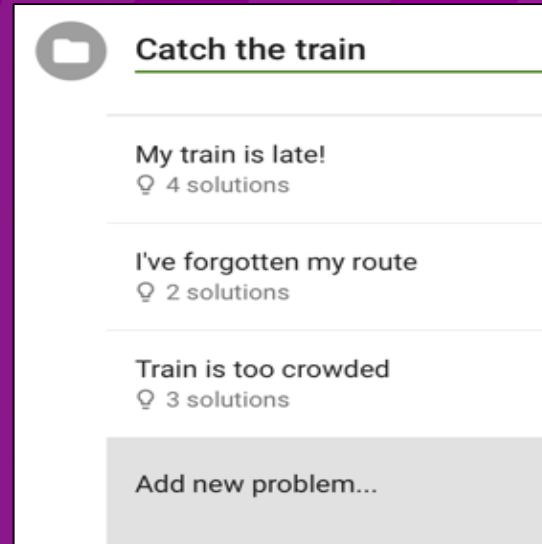 Catch the train
My train is late!
4 solutions
I've forgotten my route
2 solutions
Train is too crowded
3 solutions
Add new problem...